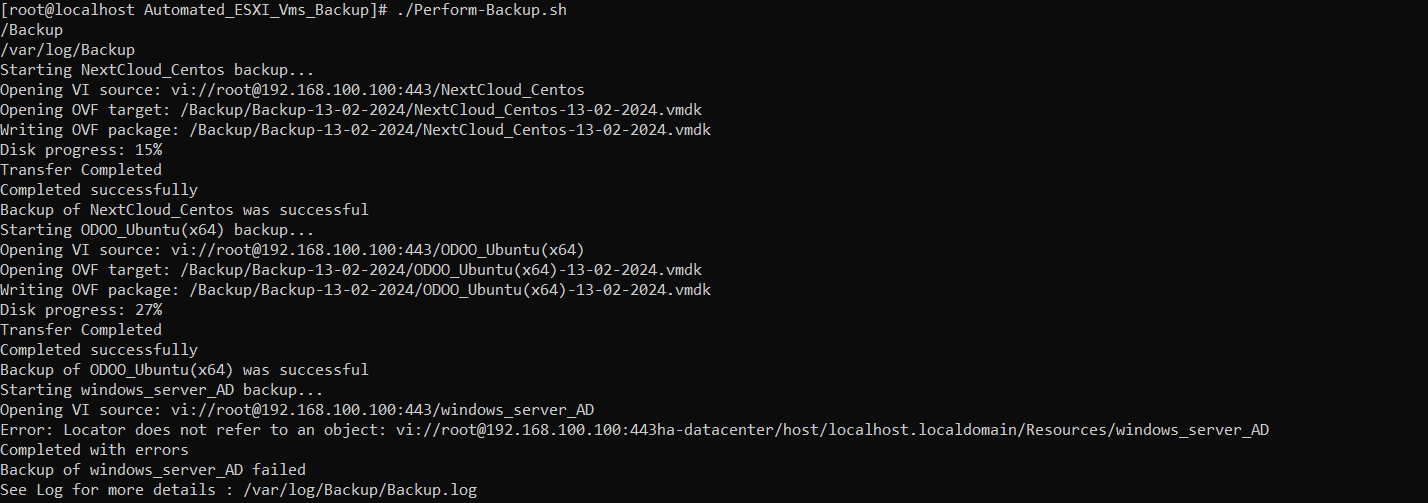 [root@localhost Automated_ESXI_Vms_Backup]# ./Perform-Backup.sh
/Backup
/var/log/Backup
Starting NextCloud_Centos backup...
Opening VI source: vi://root@192.168.100.100:443/NextCloud_Centos
Opening OVF target: /Backup/Backup-13-02-2024/NextCloud_Centos-13-02-2024.vmdk
Writing OVF package: /Backup/Backup-13-02-2024/NextCloud_Centos-13-02-2024.vmdk
Disk progress: 15%
Transfer Completed
Completed successfully
Backup of NextCloud_Centos was successful
Starting ODOO_Ubuntu(x64) backup...
Opening VI source: vi://root@192.168.100.100:443/ODOO_Ubuntu(x64)
Opening OVF target: /Backup/Backup-13-02-2024/ODOO_Ubuntu(x64)-13-02-2024.vmdk
Writing OVF package: /Backup/Backup-13-02-2024/ODOO_Ubuntu(x64)-13-02-2024.vmdk
Disk progress: 27%
Transfer Completed
Completed successfully
Backup of ODOO_Ubuntu(x64) was successful
Starting windows_server_AD backup...
Opening VI source: vi://root@192.168.100.100:443/windows_server_AD
Error: Locator does not refer to an object: vi://root@192.168.100.100:443ha-datacenter/host/localhost.localdomain/Resources/windows_server_AD
Completed with errors
Backup of windows_server_AD failed
See Log for more details : /var/log/Backup/Backup.log